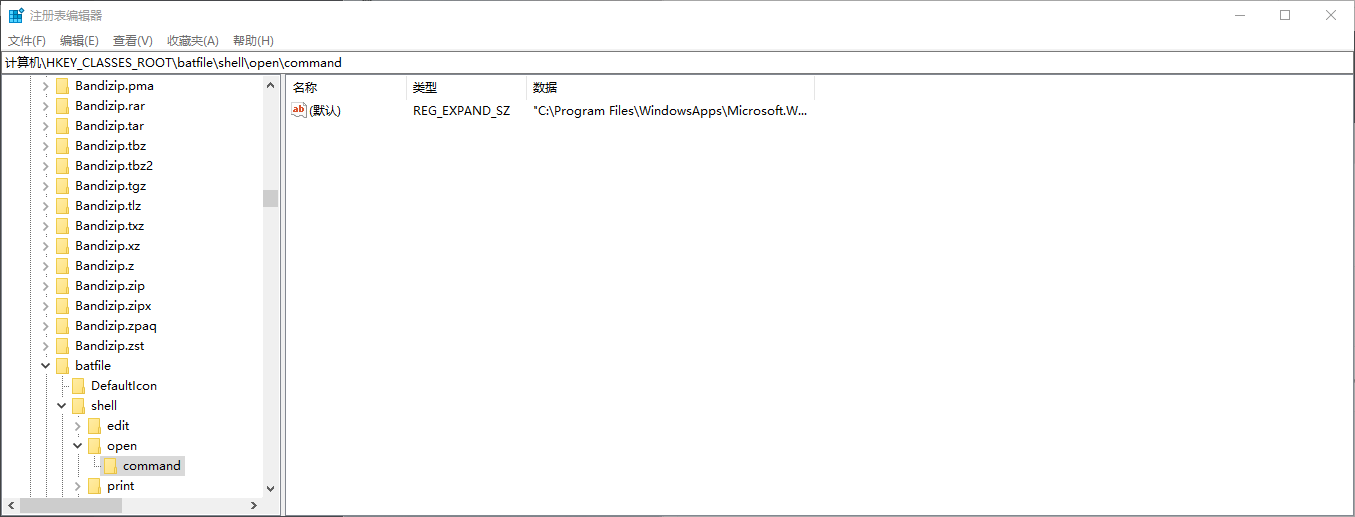 注册表编辑器
文件(F) 编辑(E) 查看(V) 收藏夹(A) 帮助(H)
计算机\HKEY_CLASSES_ROOT\batfile\shell\open\command
Bandizip.pma
Bandizip.rar
Bandizip.tar
Bandizip.tbz
Bandizip.tbz2
Bandizip.tgz
Bandizip.tlz
Bandizip.txz
Bandizip.xz
Bandizip.z
Bandizip.zip
Bandizip.zipx
Bandizip.zpaq
Bandizip.zst
batfile
DefaultIcon
shell
edit
open
command
print
名称 类型 数据
ab (默认) REG_EXPAND_SZ "C:\Program Files\WindowsApps\Microsoft.W...